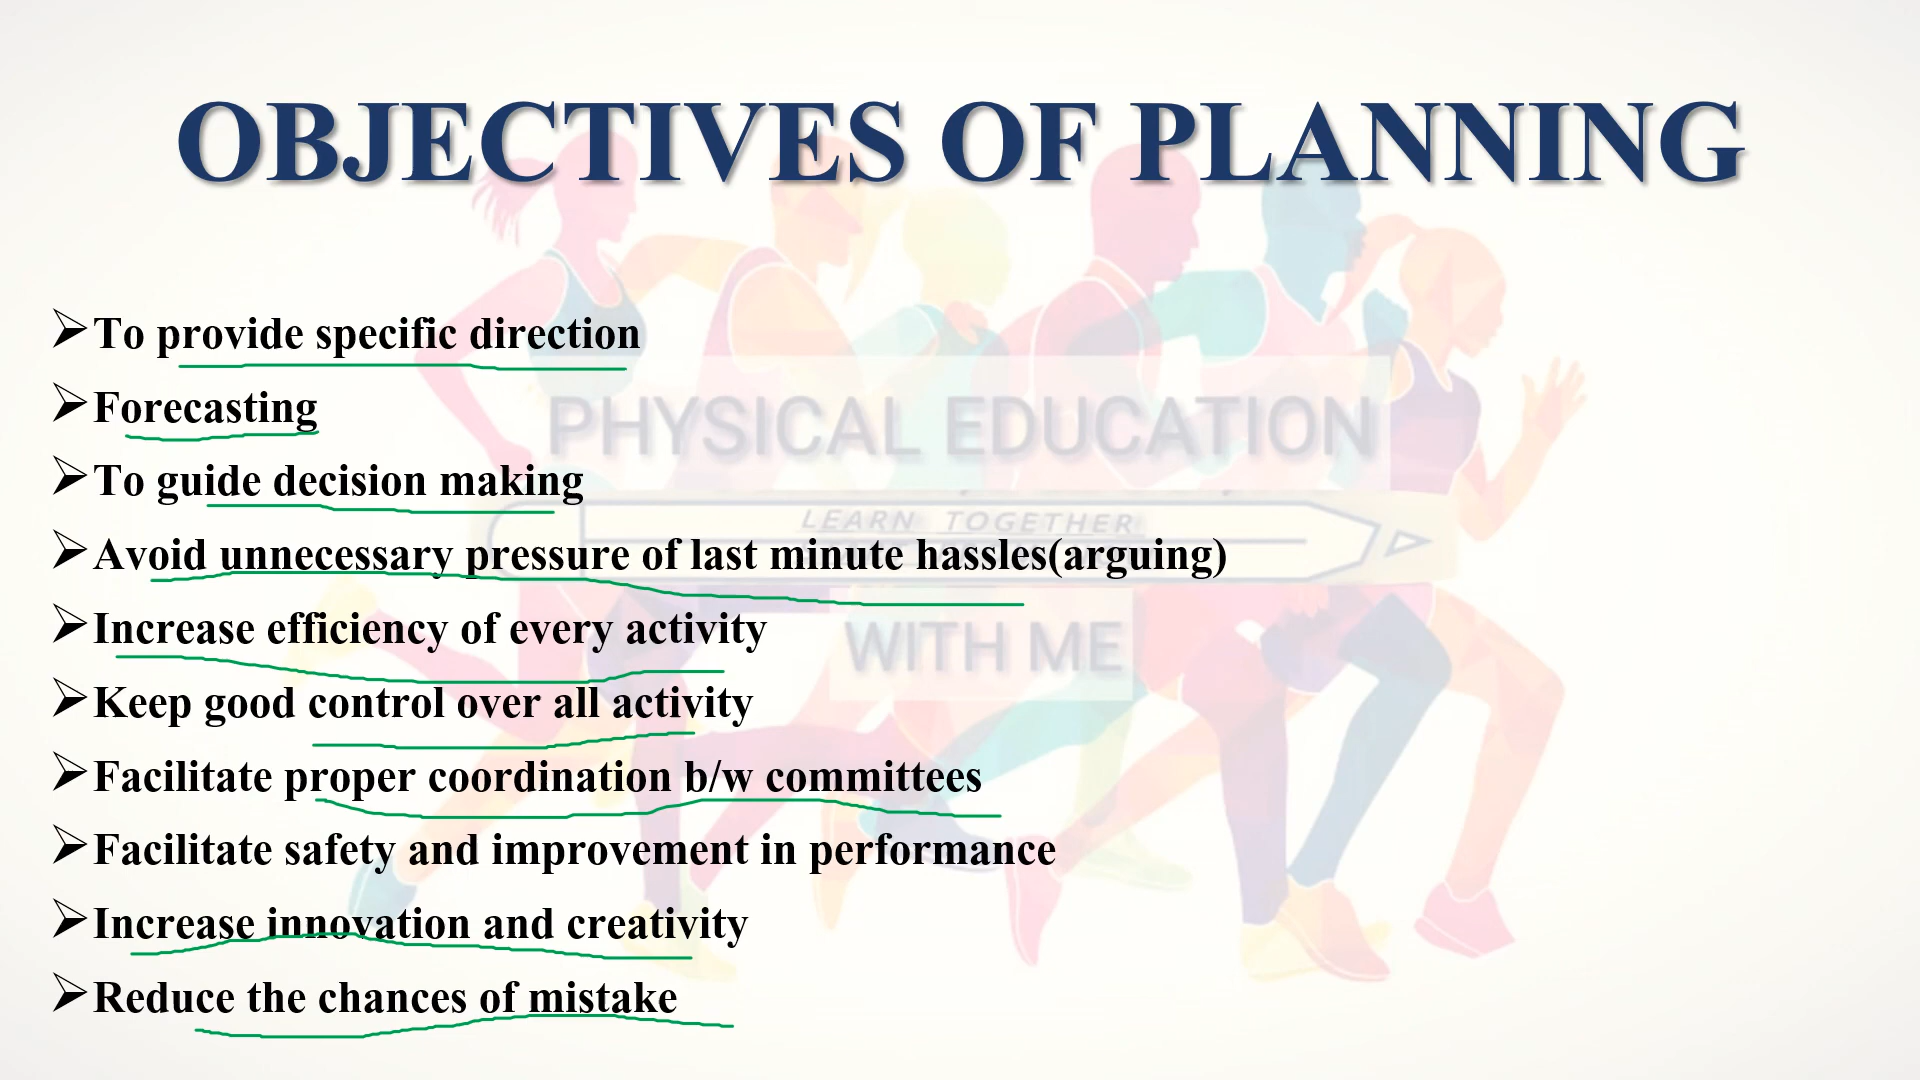 OBJECTIVES OF PLANNING
➢To provide specific direction
➢Forecasting
➢To guide decision making
➢Avoid unnecessary pressure of last minute hassles(arguing)
➢Increase efficiency of every activity
➢Keep good control over all activity
➢Facilitate proper coordination b/w committees
➢Facilitate safety and improvement in performance
➢Increase innovation and creativity
➢Reduce the chances of mistake
PHYSICAL EDUCATION
LEARN TOGETHER
WITH ME